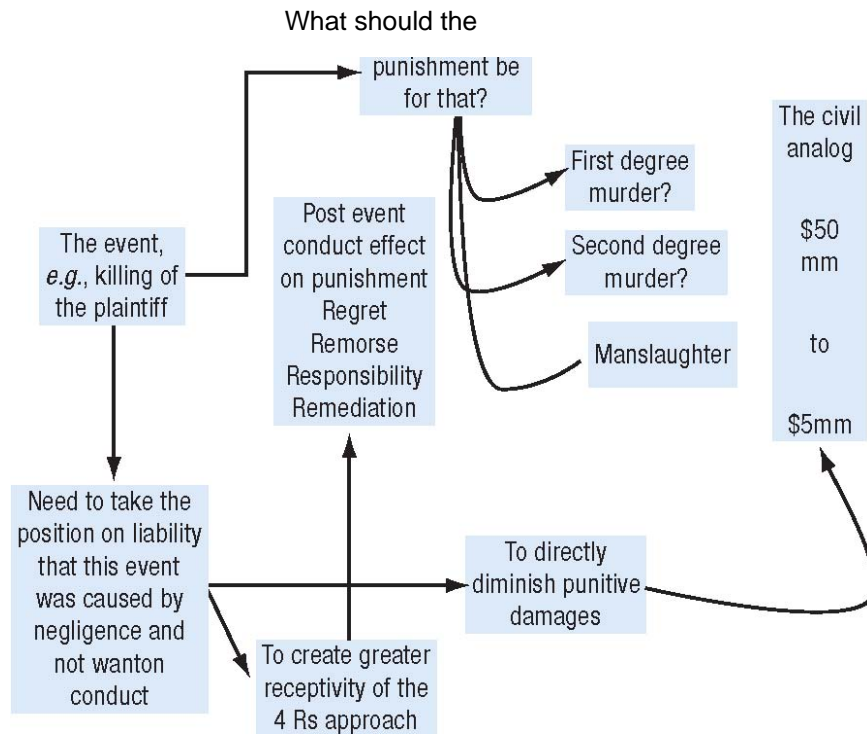 What should the
punishment be
for that?
First degree
murder?
Second degree
murder?
Manslaughter
The civil
analog
$50
mm
to
$5mm
Post event
conduct effect
on punishment
Regret
Remorse
Responsibility
Remediation
The event,
e.g., killing of
the plaintiff
Need to take the
position on liability
that this event
was caused by
negligence and
not wanton
conduct
To create greater
receptivity of the
4 Rs approach
To directly
diminish punitive
damages